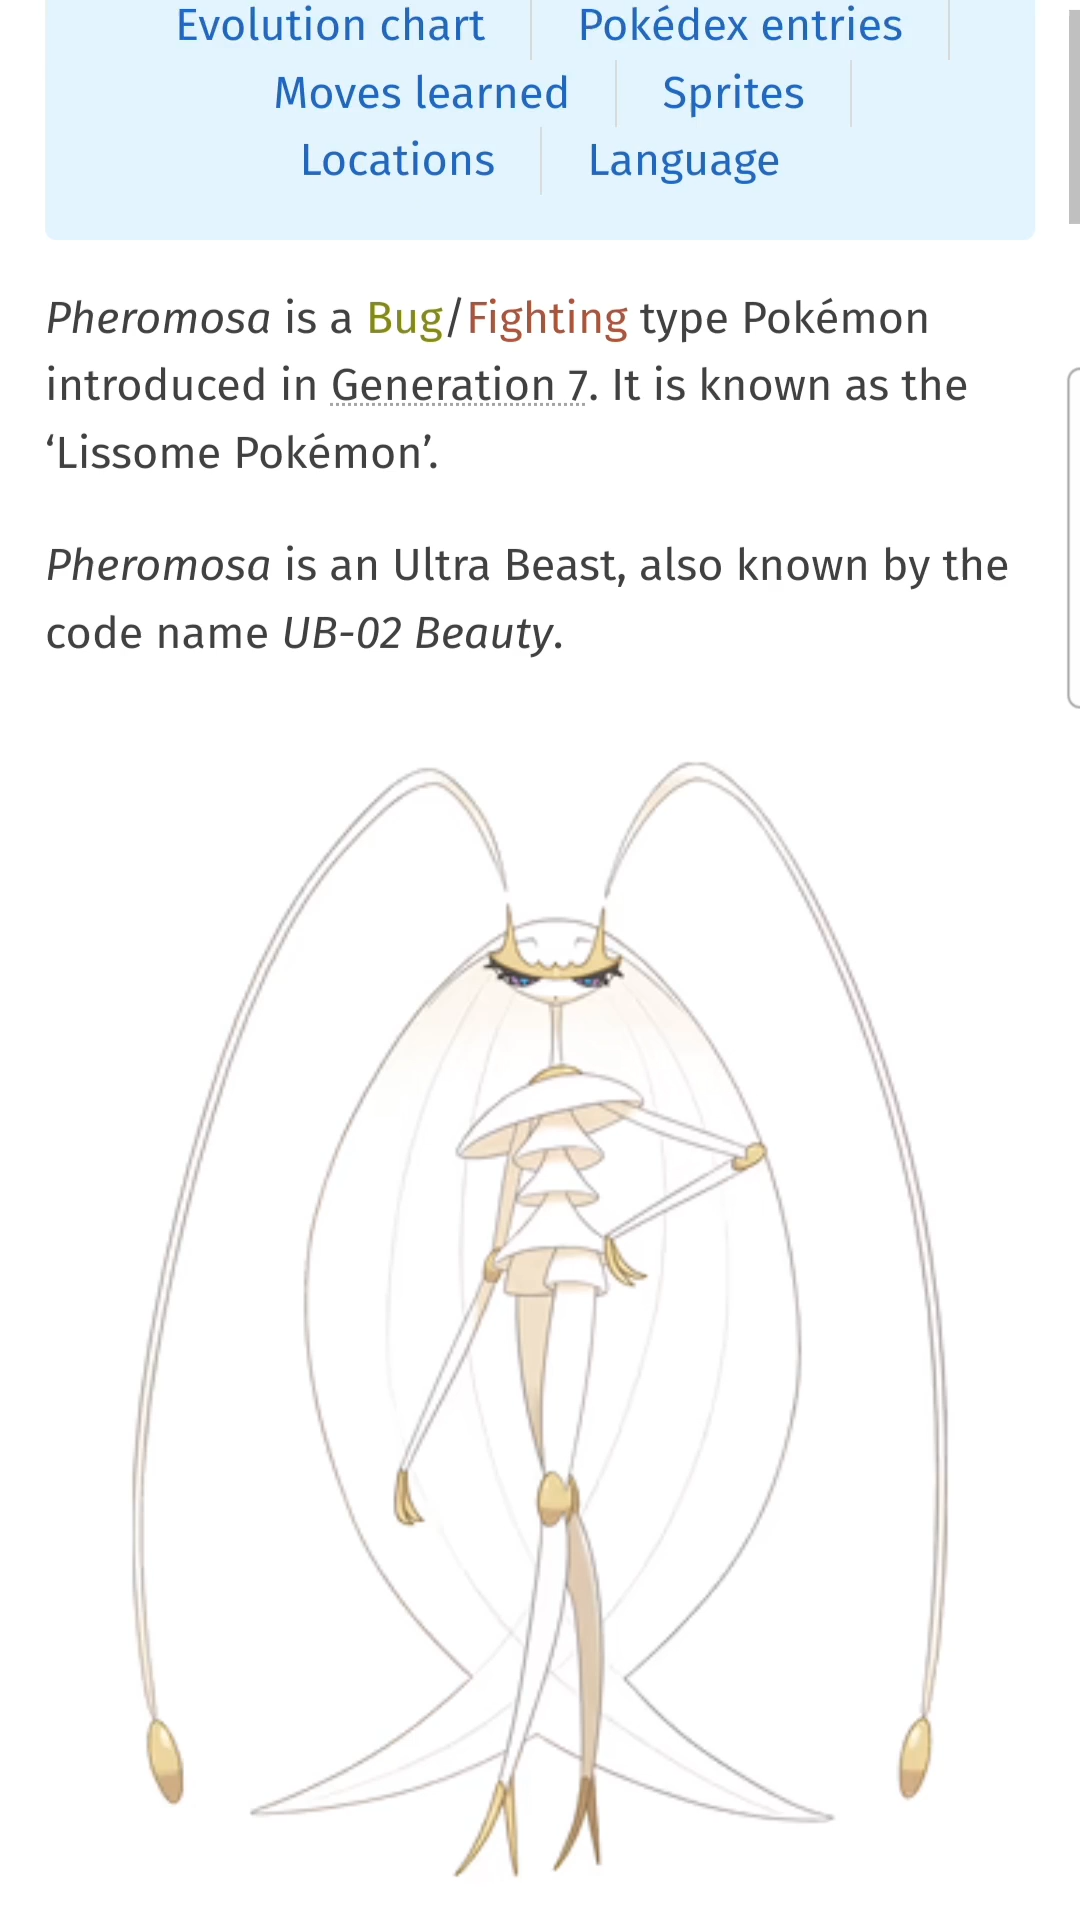 Evolution chart
Pokédex entries
Moves learned
Sprites
Locations
Language
Pheromosa is a Bug/Fighting type Pokémon
introduced in Generation 7. It is known as the
‘Lissome Pokémon’.
Pheromosa is an Ultra Beast, also known by the
code name UB-02 Beauty.